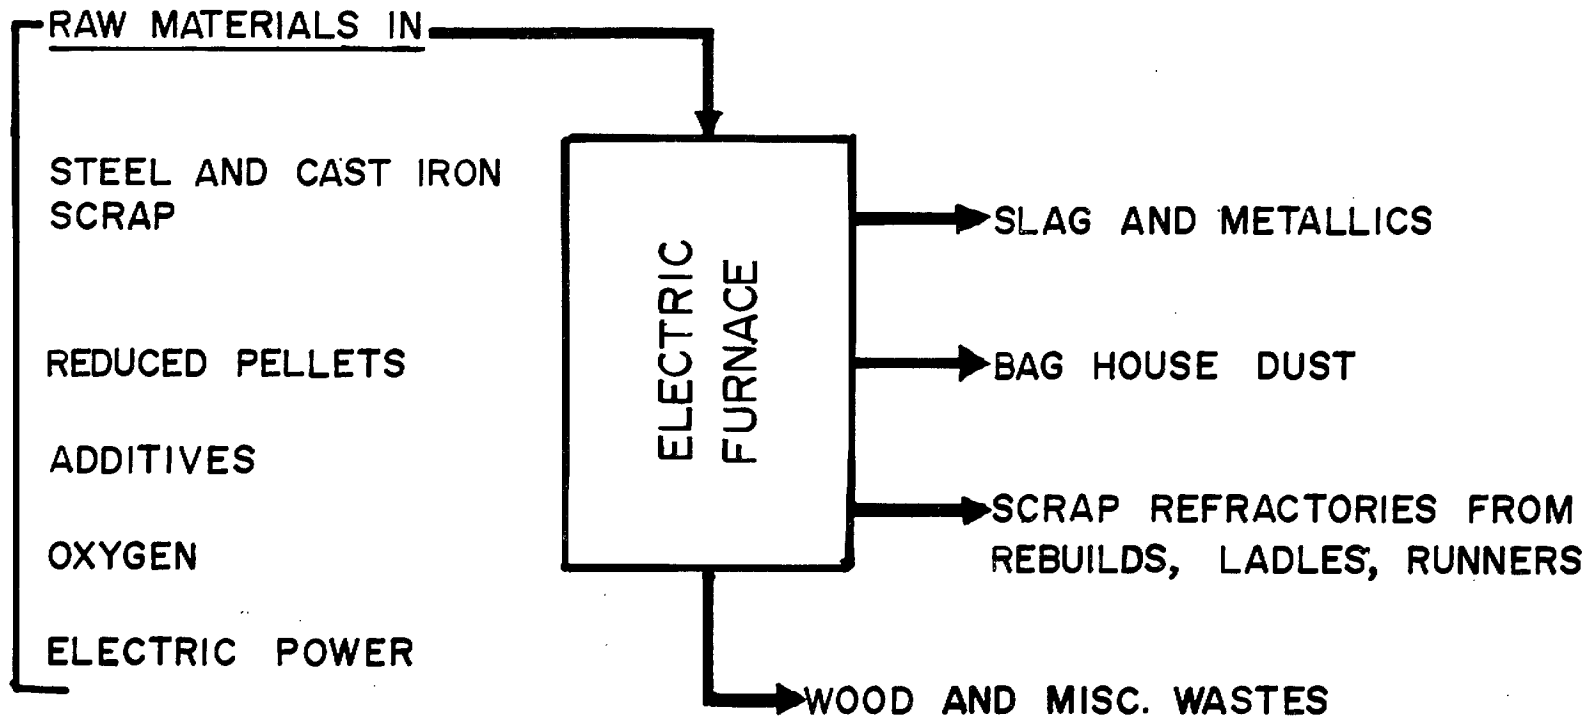 RAW MATERIALS IN
STEEL AND CAST IRON
SCRAP
REDUCED PELLETS
ADDITIVES
OXYGEN
ELECTRIC POWER
ELECTRIC
FURNACE
SLAG AND METALLICS
BAG HOUSE DUST
SCRAP REFRACTORIES FROM
REBUILDS, LADLES, RUNNERS
WOOD AND MISC. WASTES